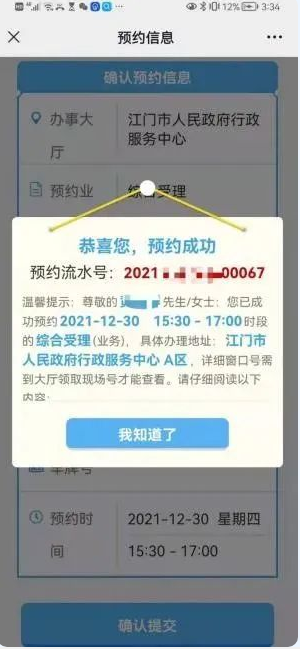 12% 3:34
预约信息
确认预约信息
办事大厅
江门市人民政府行政
服务中心
预约业
综合受理
恭喜您，预约成功
预约流水号：2021 00067
温馨提示：尊敬的 先生/女士：您已成
功预约2021-12-30 15:30-17:00时段
的综合受理(业务)，具体办理地址：江门市
人民政府行政服务中心 A区，详细窗口号需
到大厅领取现场号才能查看。请仔细阅读以下
内容：
我知道了
车牌号
预约时间
2021-12-30 星期四
15:30-17:00
确认提交